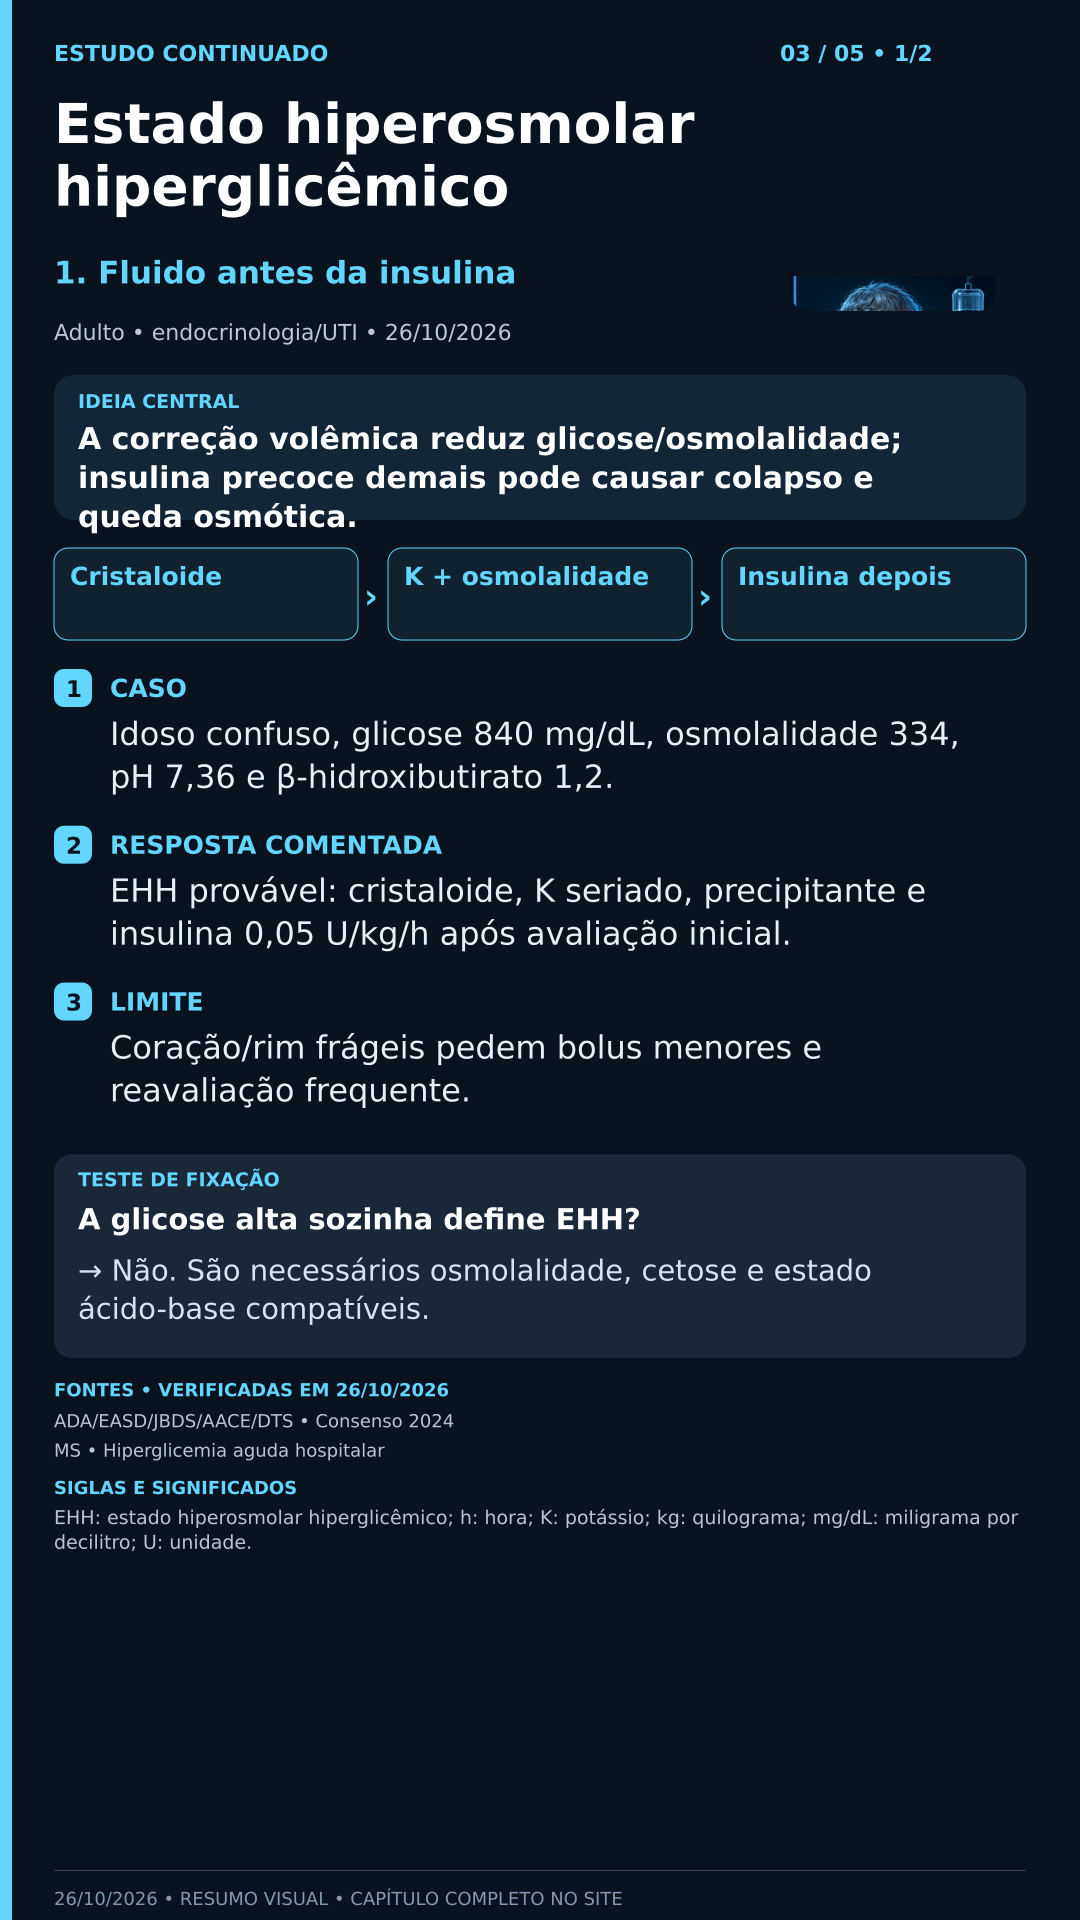 ESTUDO CONTINUADO
03 / 05 • 1/2
Estado hiperosmolar
hiperglicêmico
1. Fluido antes da insulina
Adulto • endocrinologia/UTI • 26/10/2026
IDEIA CENTRAL
A correção volêmica reduz glicose/osmolalidade;
insulina precoce demais pode causar colapso e
queda osmótica.
Cristaloide › K + osmolalidade › Insulina depois
1 CASO
Idoso confuso, glicose 840 mg/dL, osmolalidade 334,
pH 7,36 e β-hidroxibutirato 1,2.
2 RESPOSTA COMENTADA
EHH provável: cristaloide, K seriado, precipitante e
insulina 0,05 U/kg/h após avaliação inicial.
3 LIMITE
Coração/rim frágeis pedem bolus menores e
reavaliação frequente.
TESTE DE FIXAÇÃO
A glicose alta sozinha define EHH?
→ Não. São necessários osmolalidade, cetose e estado
ácido-base compatíveis.
FONTES • VERIFICADAS EM 26/10/2026
ADA/EASD/JBDS/AACE/DTS • Consenso 2024
MS • Hiperglicemia aguda hospitalar
SIGLAS E SIGNIFICADOS
EHH: estado hiperosmolar hiperglicêmico; h: hora; K: potássio; kg: quilograma; mg/dL: miligrama por
decilitro; U: unidade.
26/10/2026 • RESUMO VISUAL • CAPÍTULO COMPLETO NO SITE